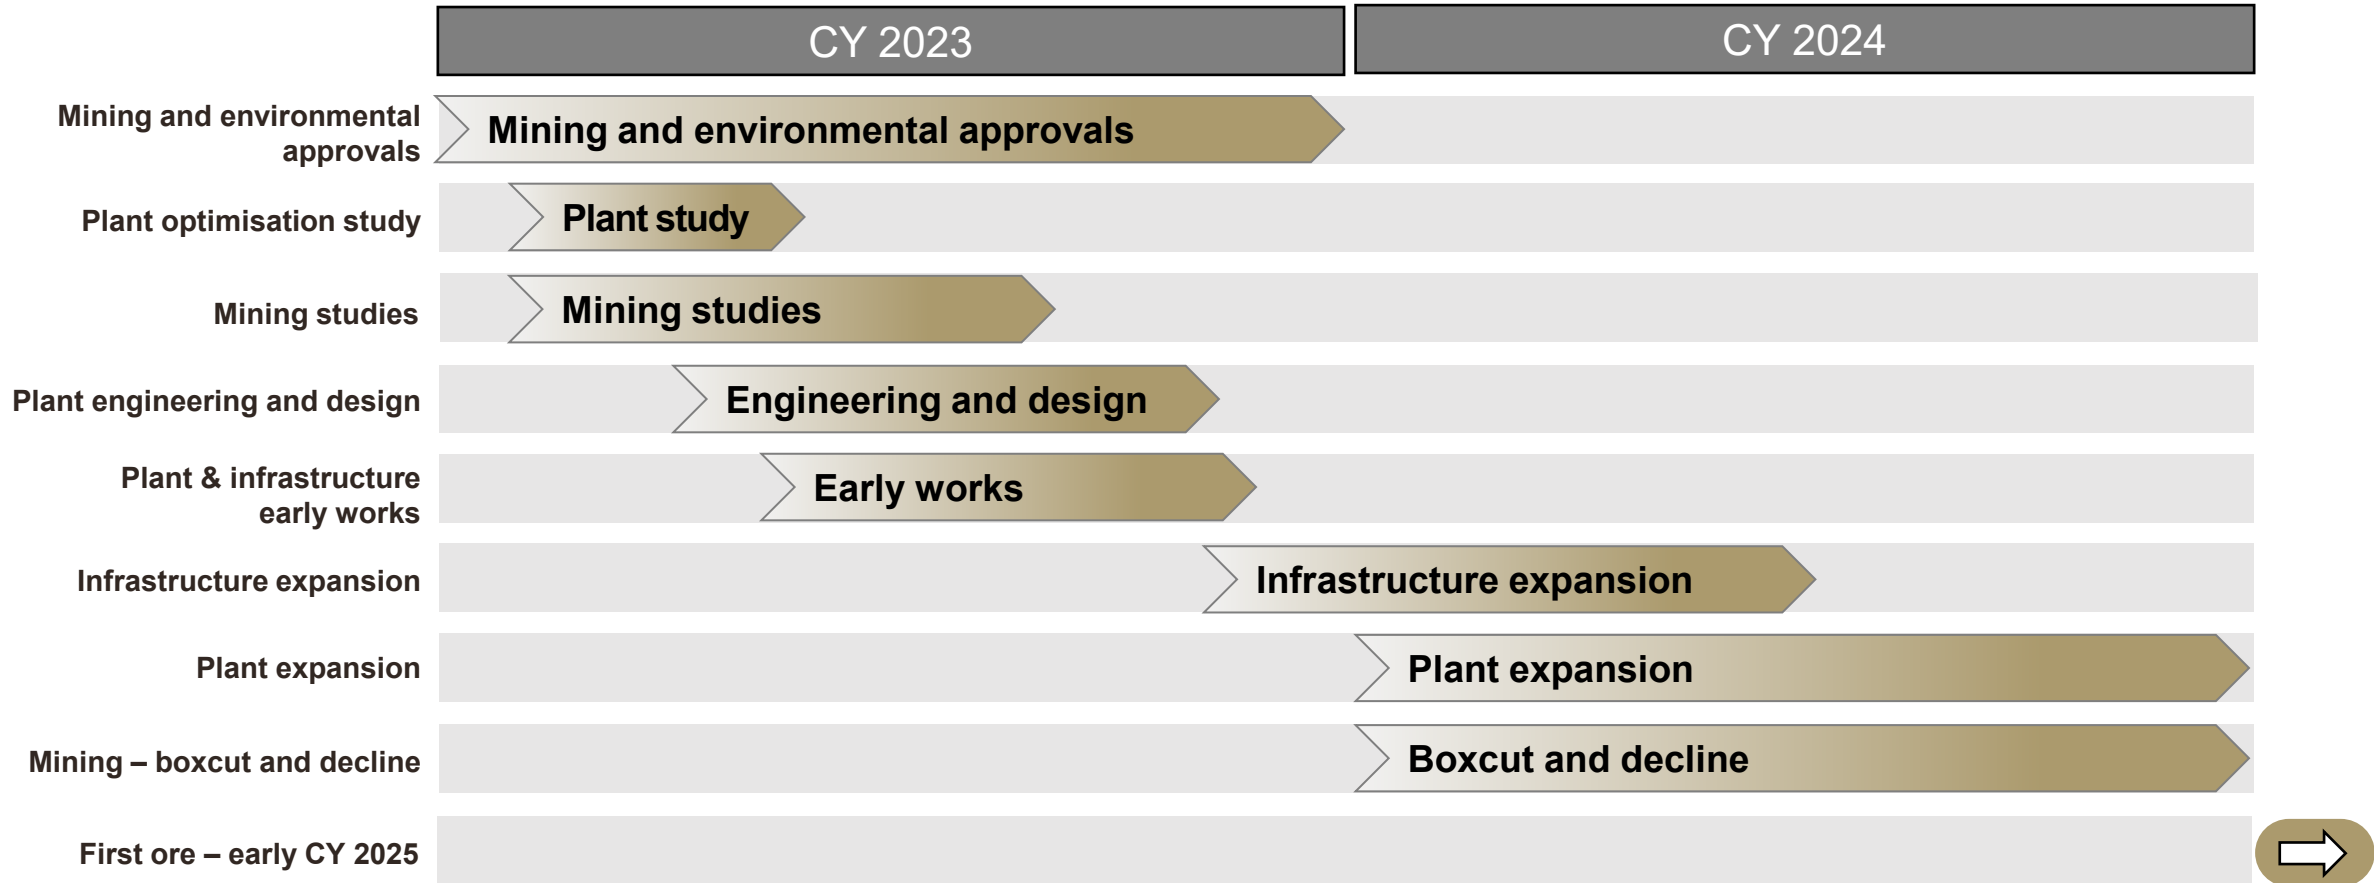 CY 2023
CY 2024
Mining and environmental
approvals
Mining and environmental approvals
Plant optimisation study
Plant study
Mining studies
Mining studies
Plant engineering and design
Engineering and design
Plant & infrastructure
early works
Early works
Infrastructure expansion
Infrastructure expansion
Plant expansion
Plant expansion
Mining – boxcut and decline
Boxcut and decline
First ore – early CY 2025